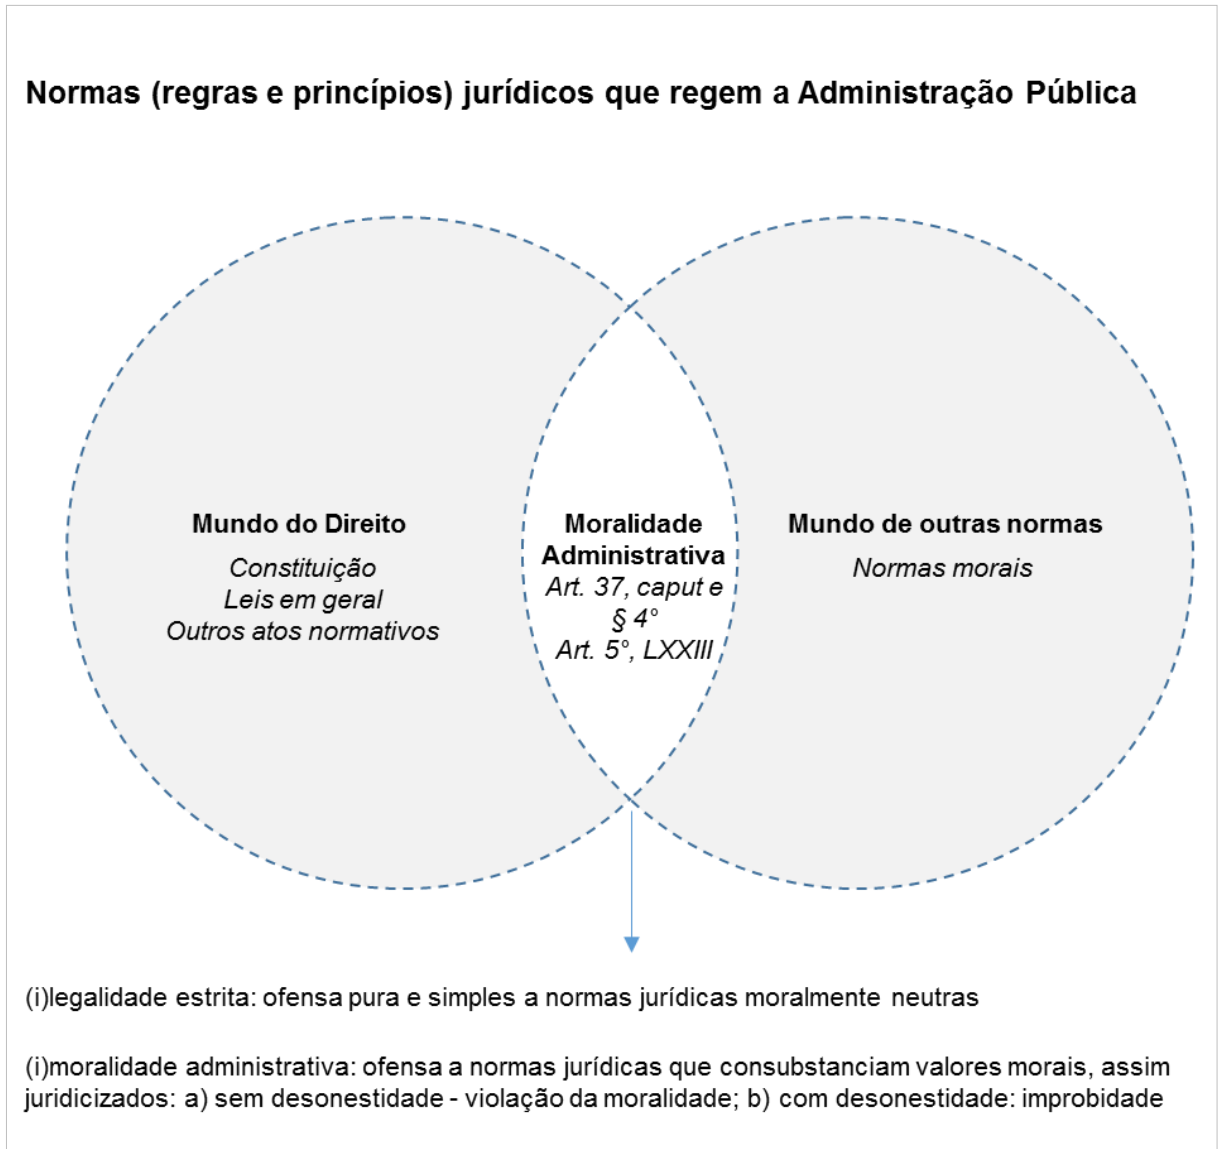 Normas (regras e princípios) jurídicos que regem a Administração Pública
Mundo do Direito
Constituição
Leis em geral
Outros atos normativos
Moralidade
Administrativa
Art. 37, caput e
§ 4°
Art. 5°, LXXIII
Mundo de outras normas
Normas morais
(i)legalidade estrita: ofensa pura e simples a normas jurídicas moralmente neutras
(i)moralidade administrativa: ofensa a normas jurídicas que consubstanciam valores morais, assim
juridicizados: a) sem desonestidade - violação da moralidade; b) com desonestidade: improbidade